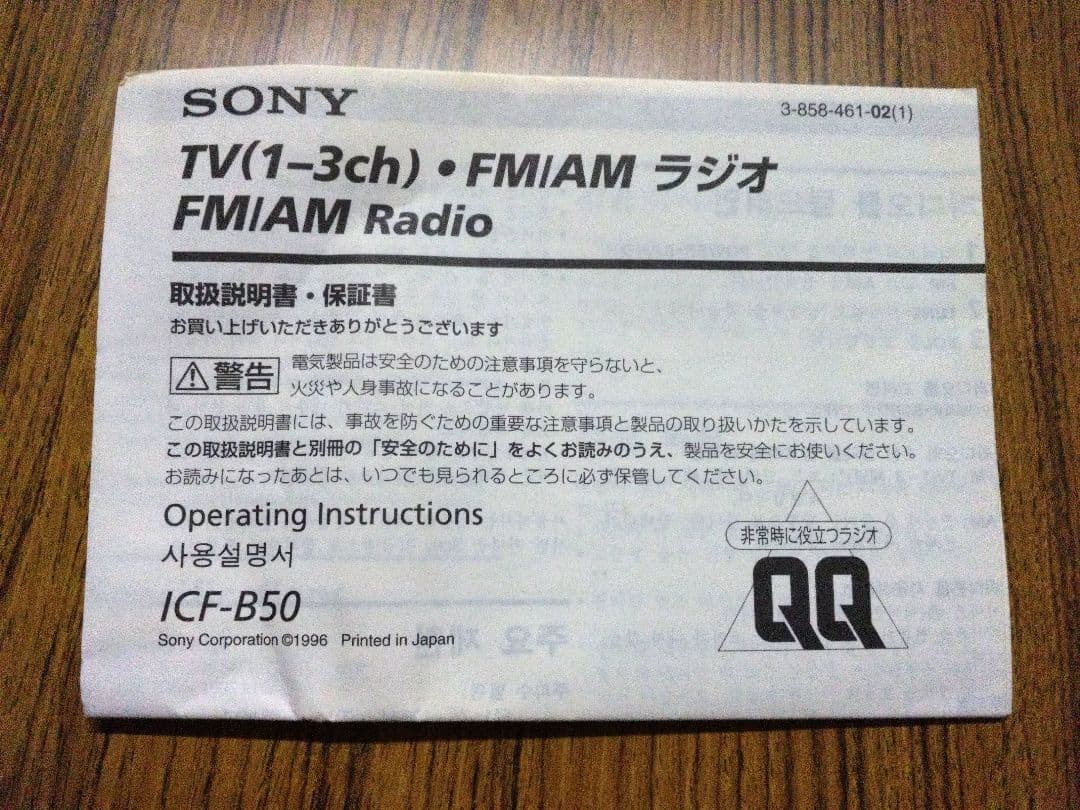 SONY
3-858-461-02(1)
TV(1–3ch)・FM/AM ラジオ
FM/AM Radio
取扱説明書・保証書
お買い上げいただきありがとうございます
警告
電気製品は安全のための注意事項を守らないと、
火災や人身事故になることがあります。
この取扱説明書には、事故を防ぐための重要な注意事項と製品の取り扱いかたを示しています。
この取扱説明書と別冊の「安全のために」をよくお読みのうえ、製品を安全にお使いください。
お読みになったあとは、いつでも見られるところに必ず保管してください。
Operating Instructions
사용설명서
非常時に役立つラジオ
QQ
ICF-B50
Sony Corporation ©1996 Printed in Japan